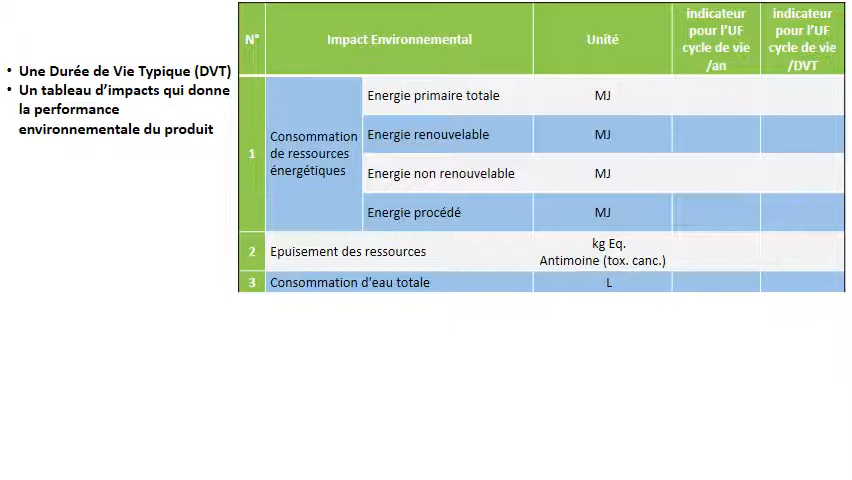 • Une Durée de Vie Typique (DVT)
• Un tableau d'impacts qui donne
la performance
environnementale du produit
N° Impact Environnemental Unité
indicateur
pour l'UF
cycle de vie
/an
indicateur
pour l'UF
cycle de vie
/DVT
1
Consommation
de ressources
énergétiques
Energie primaire totale MJ
Energie renouvelable MJ
Energie non renouvelable MJ
Energie procédé MJ
2 Epuisement des ressources
kg Eq.
Antimoine (tox. canc.)
3 Consommation d'eau totale L